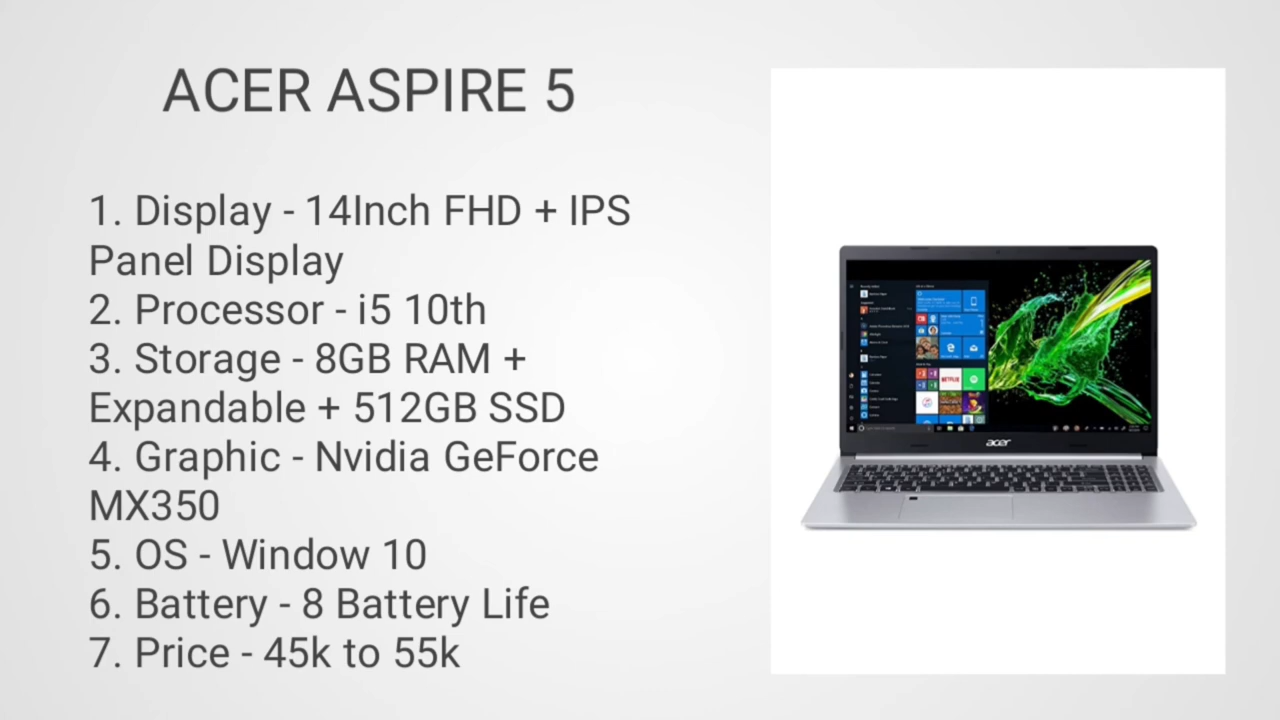 ACER ASPIRE 5
1. Display - 14Inch FHD + IPS
Panel Display
2. Processor - i5 10th
3. Storage - 8GB RAM +
Expandable + 512GB SSD
4. Graphic - Nvidia GeForce
MX350
5. OS - Window 10
6. Battery - 8 Battery Life
7. Price - 45k to 55k
NETFLIX
acer